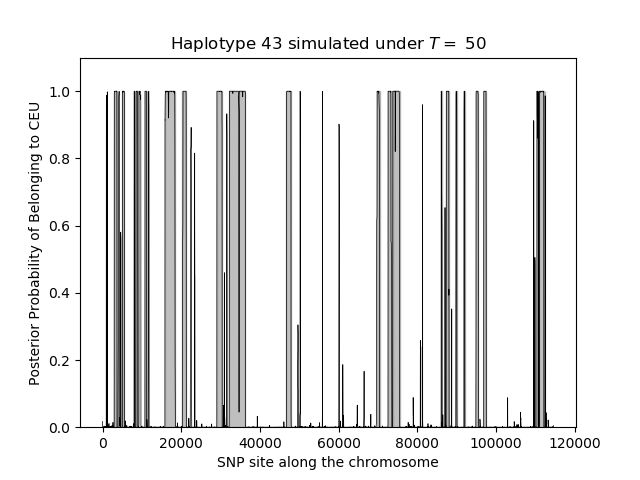 Haplotype 43 simulated under T = 50
Posterior Probability of Belonging to CEU
1.0
0.8
0.6
0.4
0.2
0.0
0 20000 40000 60000 80000 100000 120000
SNP site along the chromosome